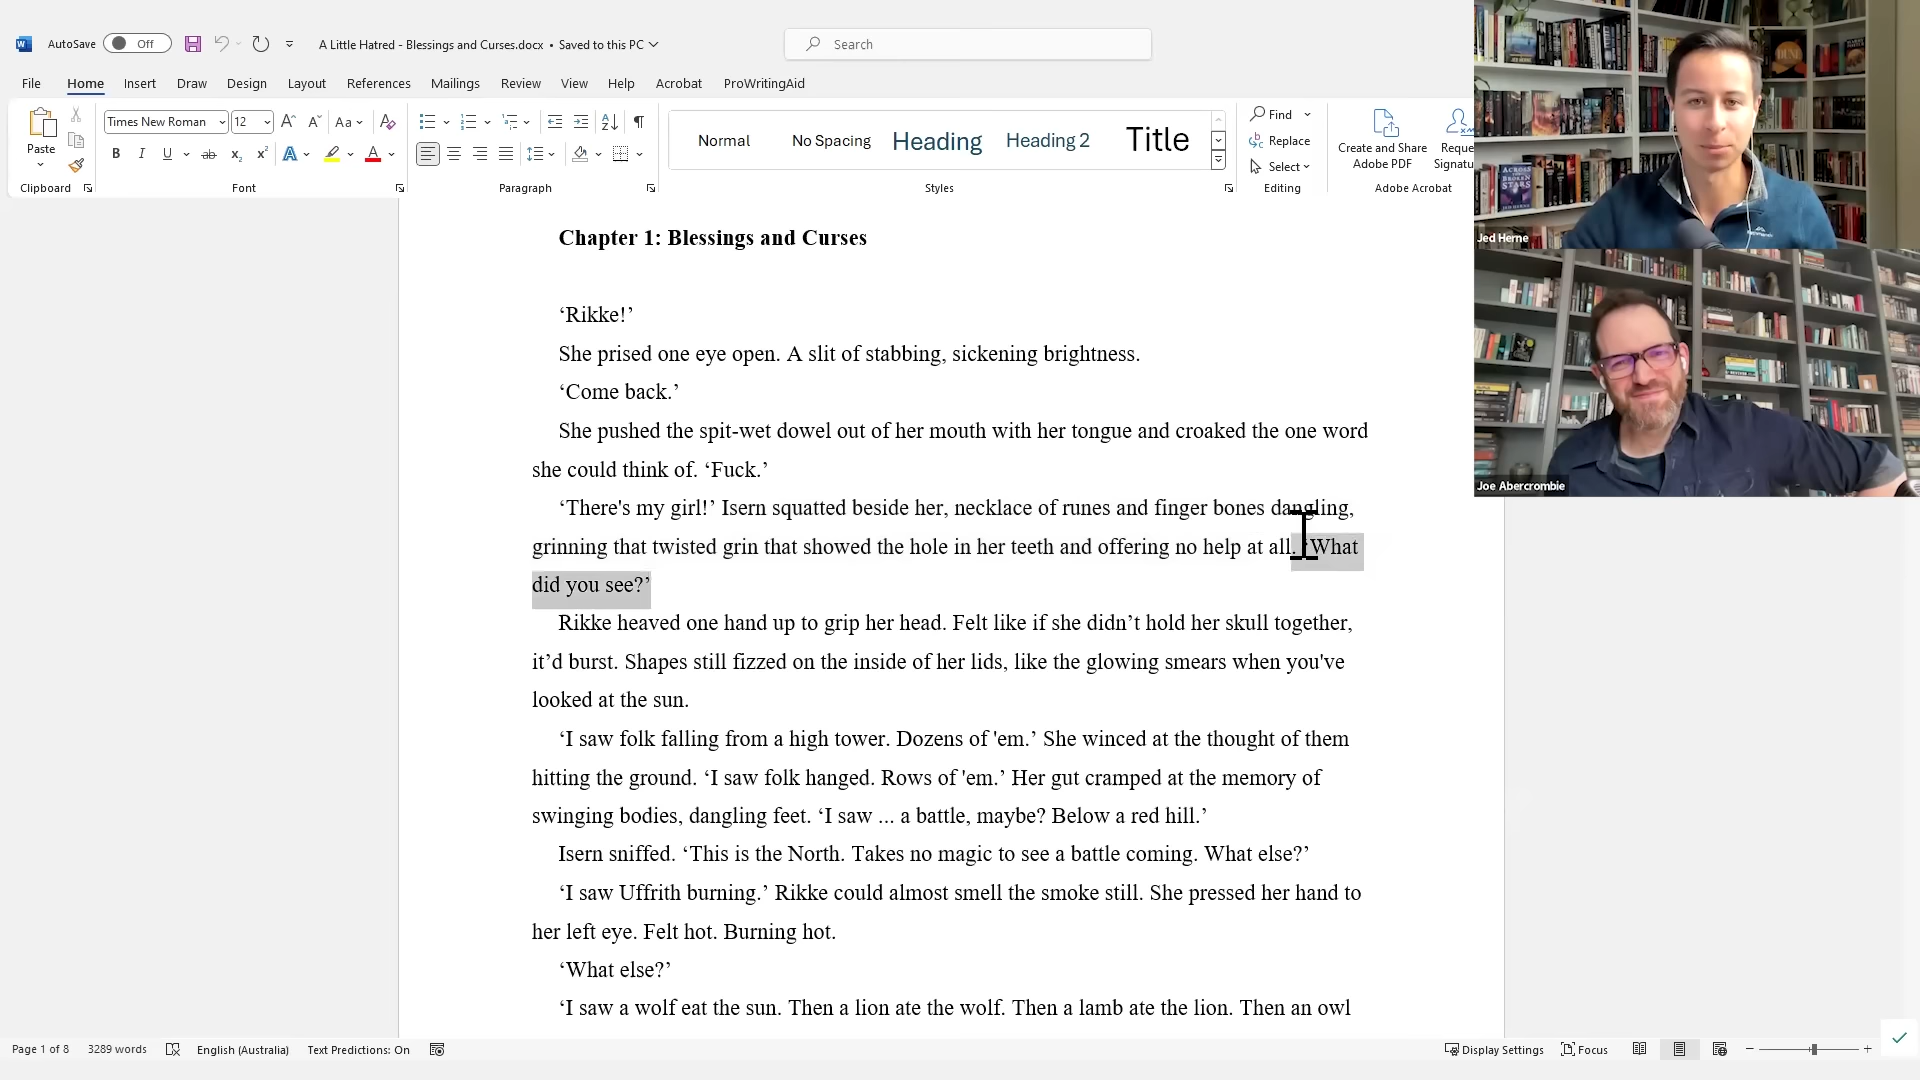 AutoSave Off A Little Hatred - Blessings and Curses.docx • Saved to this PC Search
File Home Insert Draw Design Layout References Mailings Review View Help Acrobat ProWritingAid
Times New Roman 12 Aa Normal No Spacing Heading Heading 2 Title Find
Paste B I U ab x₂ x² A A Replace Create and Share Reque
Select Adobe PDF Signatu
Clipboard Font Paragraph Styles Editing Adobe Acrobat
ACROSS
BROKEN
STARS
JED HERNE
DUNE
Jed Herne
Joe Abercrombie
Chapter 1: Blessings and Curses
‘Rikke!’
She prised one eye open. A slit of stabbing, sickening brightness.
‘Come back.’
She pushed the spit-wet dowel out of her mouth with her tongue and croaked the one word
she could think of. ‘Fuck.’
‘There's my girl!’ Isern squatted beside her, necklace of runes and finger bones dangling,
grinning that twisted grin that showed the hole in her teeth and offering no help at all. ‘What
did you see?’
Rikke heaved one hand up to grip her head. Felt like if she didn’t hold her skull together,
it’d burst. Shapes still fizzed on the inside of her lids, like the glowing smears when you've
looked at the sun.
‘I saw folk falling from a high tower. Dozens of 'em.’ She winced at the thought of them
hitting the ground. ‘I saw folk hanged. Rows of 'em.’ Her gut cramped at the memory of
swinging bodies, dangling feet. ‘I saw ... a battle, maybe? Below a red hill.’
Isern sniffed. ‘This is the North. Takes no magic to see a battle coming. What else?’
‘I saw Uffrith burning.’ Rikke could almost smell the smoke still. She pressed her hand to
her left eye. Felt hot. Burning hot.
‘What else?’
‘I saw a wolf eat the sun. Then a lion ate the wolf. Then a lamb ate the lion. Then an owl
Page 1 of 8 3289 words English (Australia) Text Predictions: On Display Settings Focus